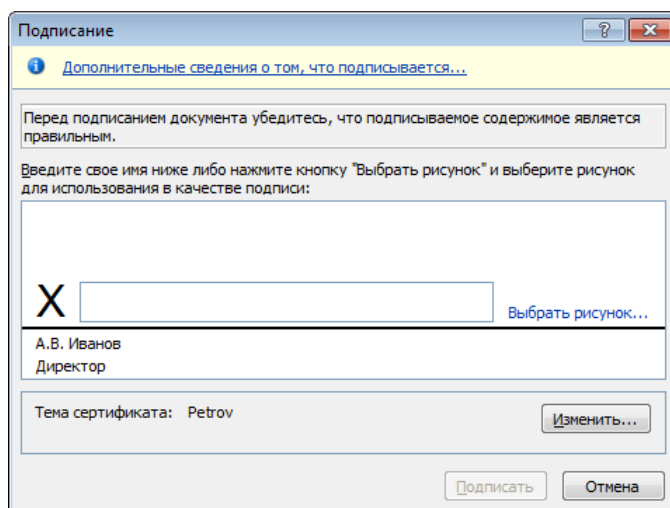 Подписание
Дополнительные сведения о том, что подписывается...
Перед подписанием документа убедитесь, что подписываемое содержимое является
правильным.
Введите свое имя ниже либо нажмите кнопку "Выбрать рисунок" и выберите рисунок
для использования в качестве подписи:
X
Выбрать рисунок...
А.В. Иванов
Директор
Тема сертификата: Petrov
Изменить...
Подписать
Отмена